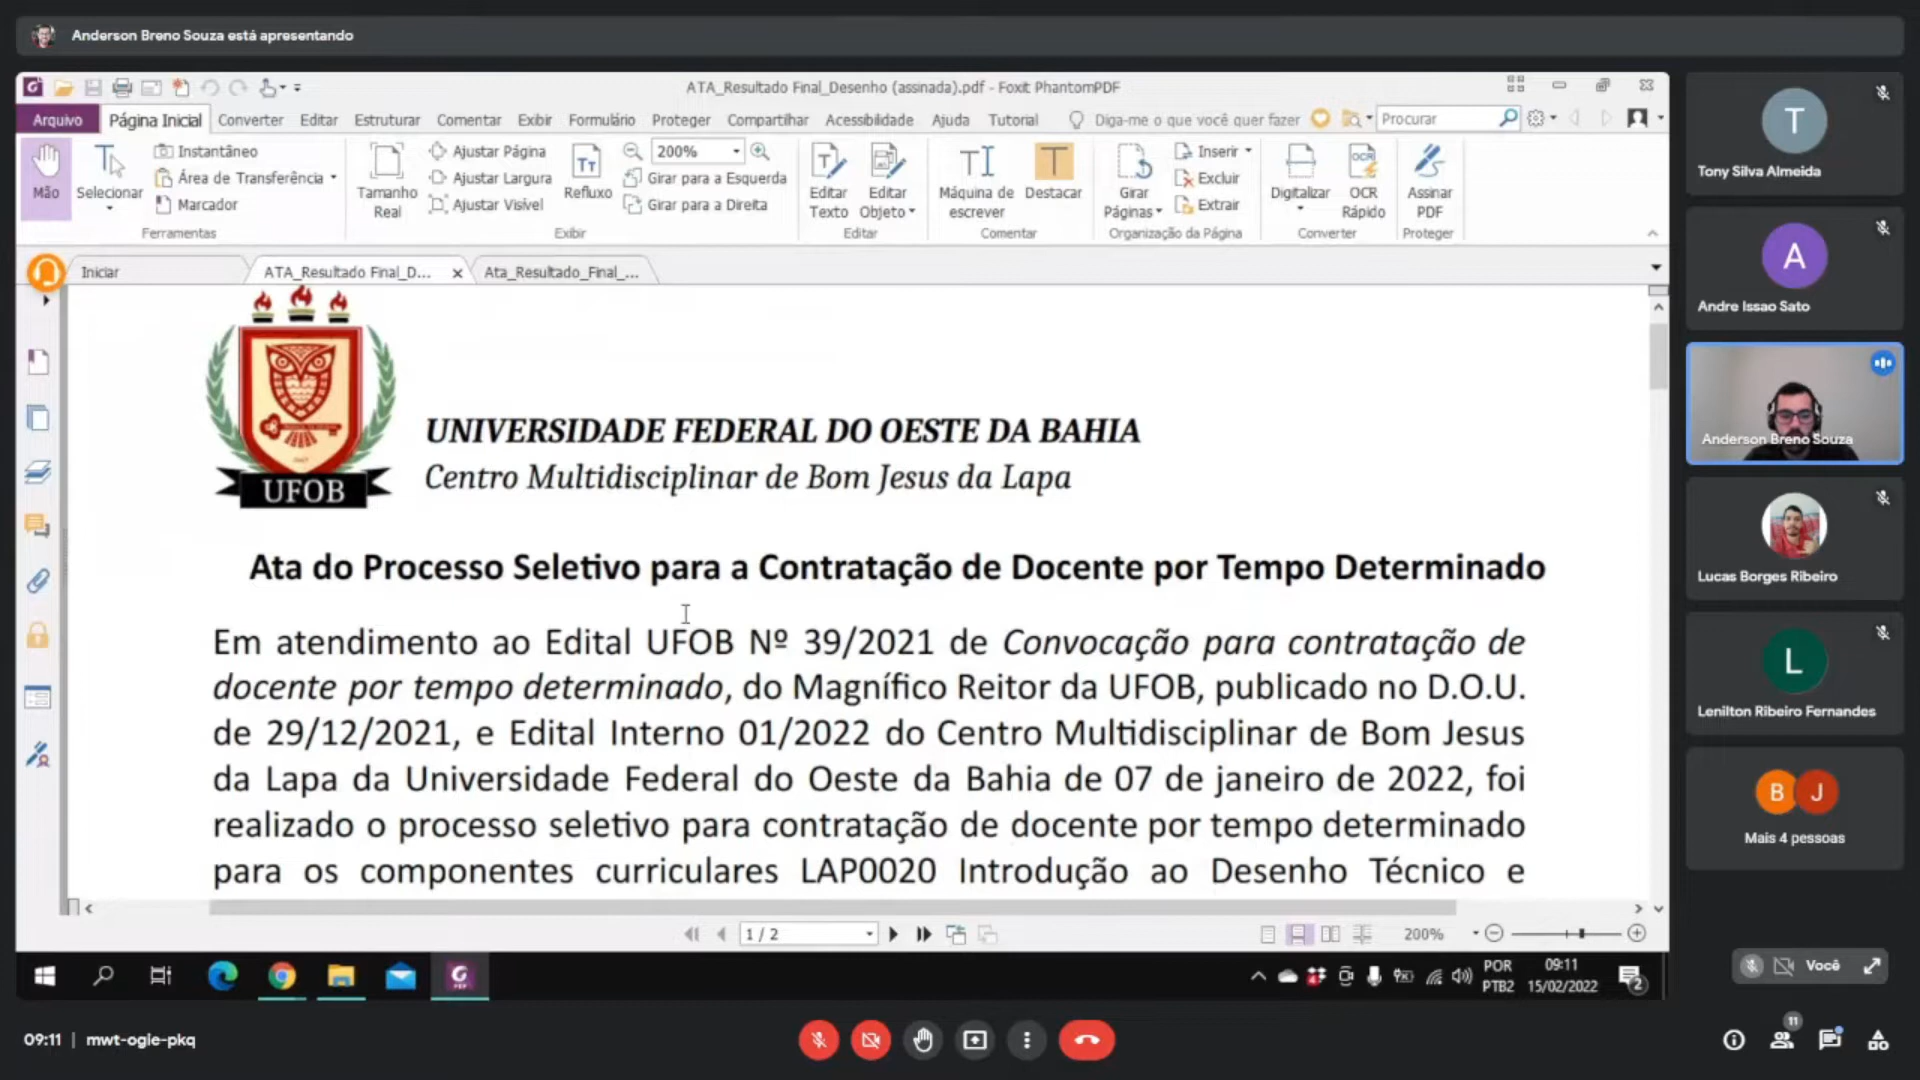 Anderson Breno Souza está apresentando
ATA_Resultado Final_Desenho (assinada).pdf - Foxit PhantomPDF
Arquivo Página Inicial Converter Editar Estruturar Comentar Exibir Formulário Proteger Compartilhar Acessibilidade Ajuda Tutorial Diga-me o que você quer fazer Procurar
Mão
Selecionar
Instantâneo
Área de Transferência
Marcador
Ferramentas
Tamanho
Real
Ajustar Página
Ajustar Largura
Ajustar Visível
Refluxo
200%
Girar para a Esquerda
Girar para a Direita
Exibir
Editar
Texto
Editar
Objeto
Editar
Máquina de
escrever
Destacar
Comentar
Girar
Páginas
Inserir
Excluir
Extrair
Organização da Página
Digitalizar
OCR
OCR
Rápido
Converter
Assinar
PDF
Proteger
Iniciar ATA_Resultado Final_D... Ata_Resultado_Final_...
UFOB
UNIVERSIDADE FEDERAL DO OESTE DA BAHIA
Centro Multidisciplinar de Bom Jesus da Lapa
Ata do Processo Seletivo para a Contratação de Docente por Tempo Determinado
Em atendimento ao Edital UFOB Nº 39/2021 de Convocação para contratação de
docente por tempo determinado, do Magnífico Reitor da UFOB, publicado no D.O.U.
de 29/12/2021, e Edital Interno 01/2022 do Centro Multidisciplinar de Bom Jesus
da Lapa da Universidade Federal do Oeste da Bahia de 07 de janeiro de 2022, foi
realizado o processo seletivo para contratação de docente por tempo determinado
para os componentes curriculares LAP0020 Introdução ao Desenho Técnico e
1 / 2
200%
POR
PTB2
09:11
15/02/2022
2
T
Tony Silva Almeida
A
Andre Issao Sato
Anderson Breno Souza
Lucas Borges Ribeiro
L
Lenilton Ribeiro Fernandes
B J
Mais 4 pessoas
Você
09:11 | mwt-ogie-pkq
11